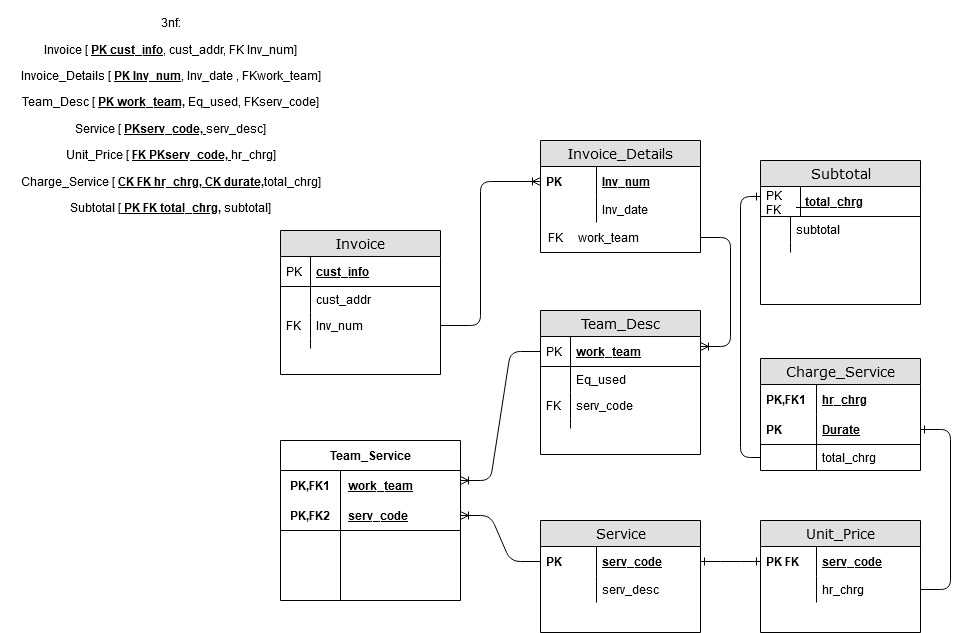 3nf:
Invoice [ PK cust_info, cust_addr, FK Inv_num]
Invoice_Details [ PK Inv_num, Inv_date , FKwork_team]
Team_Desc [ PK work_team, Eq_used, FKserv_code]
Service [ PKserv_code, serv_desc]
Unit_Price [ FK PKserv_code, hr_chrg]
Charge_Service [ CK FK hr_chrg, CK durate,total_chrg]
Subtotal [ PK FK total_chrg, subtotal]
Invoice
PK cust_info
cust_addr
FK Inv_num
Invoice_Details
PK Inv_num
Inv_date
FK work_team
Subtotal
PK
FK total_chrg
subtotal
Team_Desc
PK work_team
Eq_used
FK serv_code
Charge_Service
PK,FK1 hr_chrg
PK Durate
total_chrg
Team_Service
PK,FK1 work_team
PK,FK2 serv_code
Service
PK serv_code
serv_desc
Unit_Price
PK FK serv_code
hr_chrg